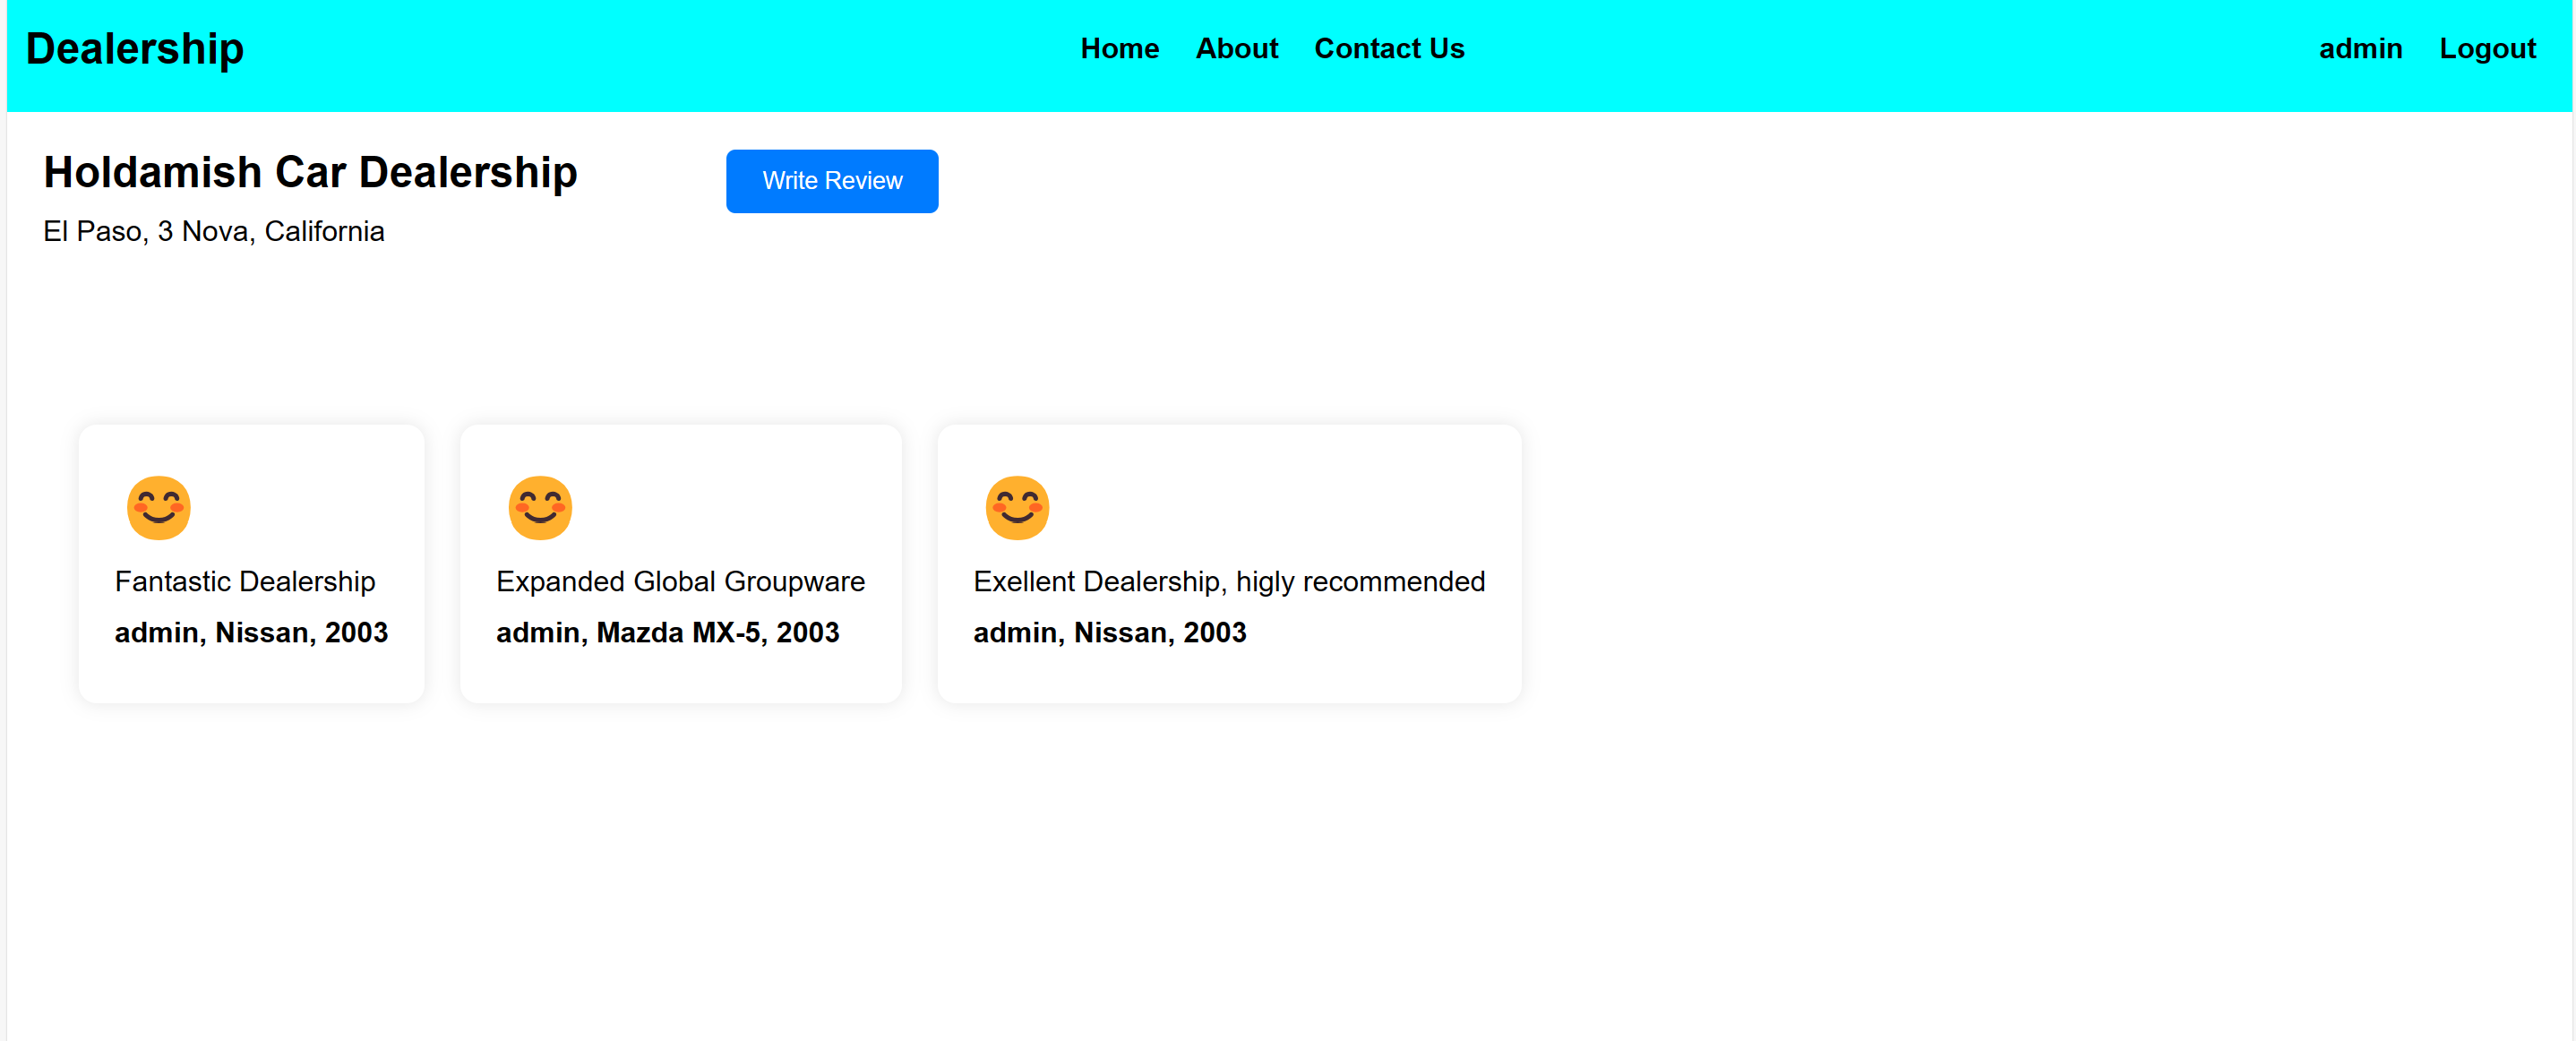 Dealership
Home About Contact Us
admin Logout
Holdamish Car Dealership
Write Review
El Paso, 3 Nova, California
Fantastic Dealership
admin, Nissan, 2003
Expanded Global Groupware
admin, Mazda MX-5, 2003
Exellent Dealership, higly recommended
admin, Nissan, 2003